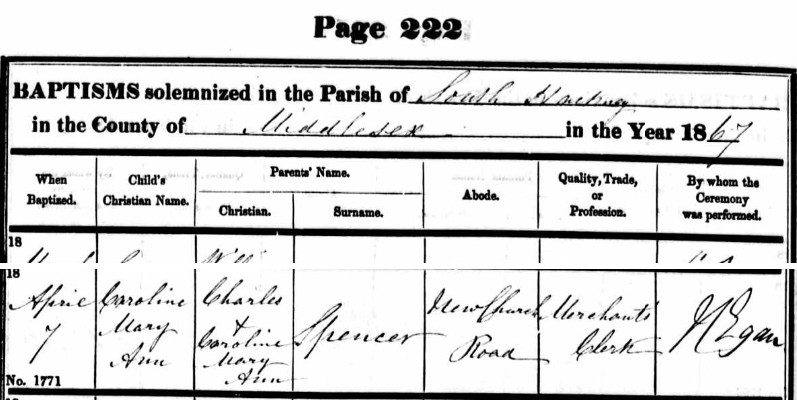 Page 222
BAPTISMS solemnized in the Parish of South Hackney
in the County of Middlesex in the Year 1867
When Baptized. Child's Christian Name. Parents' Name. Abode. Quality, Trade, or Profession. By whom the Ceremony was performed.
Christian. Surname.
18
18
April Caroline Charles New Church Merchants
7 Mary + Spencer Road Clerk Egan
Ann Caroline
Mary
Ann
No. 1771